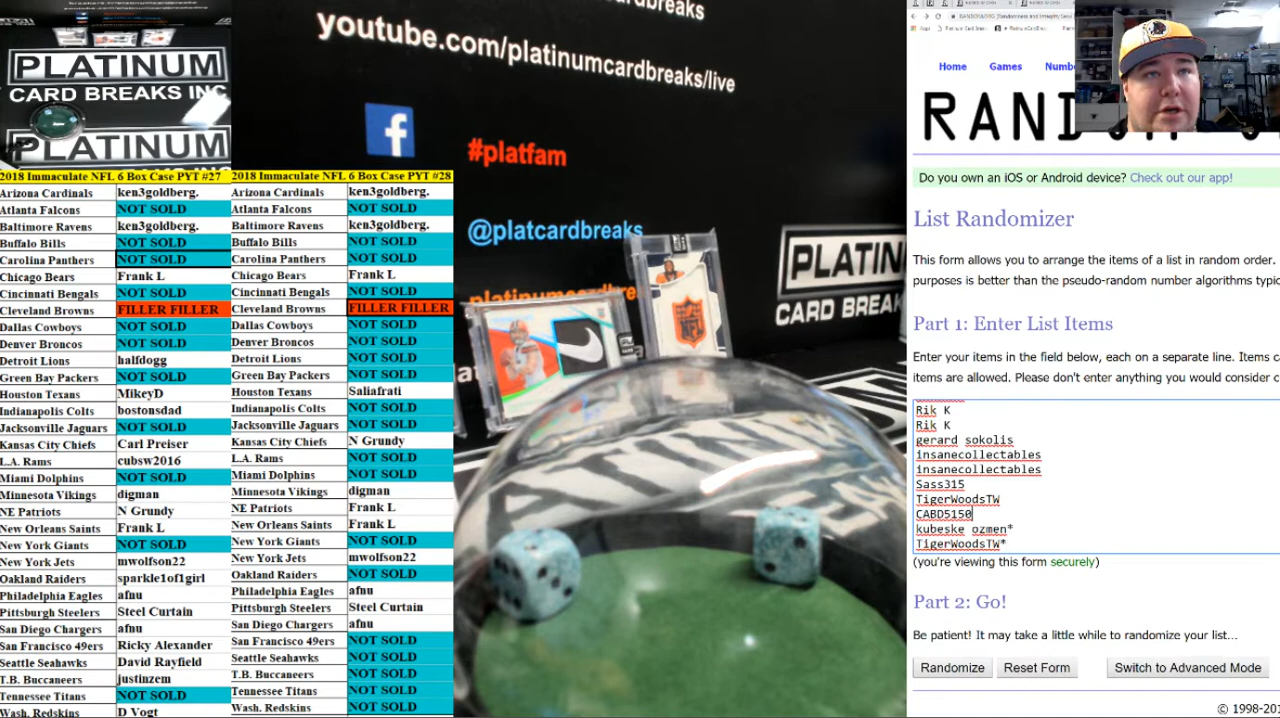 PLATINUM
CARD BREAKS INC
PLATINUM
2018 Immaculate NFL 6 Box Case PYT #27
Arizona Cardinals ken3goldberg.
Atlanta Falcons NOT SOLD
Baltimore Ravens ken3goldberg.
Buffalo Bills NOT SOLD
Carolina Panthers NOT SOLD
Chicago Bears Frank L
Cincinnati Bengals NOT SOLD
Cleveland Browns FILLER FILLER
Dallas Cowboys NOT SOLD
Denver Broncos NOT SOLD
Detroit Lions halfdogg
Green Bay Packers NOT SOLD
Houston Texans MikeyD
Indianapolis Colts bostonsdad
Jacksonville Jaguars NOT SOLD
Kansas City Chiefs Carl Preiser
L.A. Rams cubsw2016
Miami Dolphins NOT SOLD
Minnesota Vikings digman
NE Patriots N Grundy
New Orleans Saints Frank L
New York Giants NOT SOLD
New York Jets mwolfson22
Oakland Raiders sparkle1of1girl
Philadelphia Eagles afnu
Pittsburgh Steelers Steel Curtain
San Diego Chargers afnu
San Francisco 49ers Ricky Alexander
Seattle Seahawks David Rayfield
T.B. Buccaneers justinzem
Tennessee Titans NOT SOLD
Wash. Redskins D Vogt
2018 Immaculate NFL 6 Box Case PYT #28
Arizona Cardinals ken3goldberg.
Atlanta Falcons NOT SOLD
Baltimore Ravens ken3goldberg.
Buffalo Bills NOT SOLD
Carolina Panthers NOT SOLD
Chicago Bears Frank L
Cincinnati Bengals NOT SOLD
Cleveland Browns FILLER FILLER
Dallas Cowboys NOT SOLD
Denver Broncos NOT SOLD
Detroit Lions NOT SOLD
Green Bay Packers NOT SOLD
Houston Texans Saliafrati
Indianapolis Colts NOT SOLD
Jacksonville Jaguars NOT SOLD
Kansas City Chiefs N Grundy
L.A. Rams NOT SOLD
Miami Dolphins NOT SOLD
Minnesota Vikings digman
NE Patriots Frank L
New Orleans Saints Frank L
New York Giants NOT SOLD
New York Jets mwolfson22
Oakland Raiders NOT SOLD
Philadelphia Eagles afnu
Pittsburgh Steelers Steel Curtain
San Diego Chargers afnu
San Francisco 49ers NOT SOLD
Seattle Seahawks NOT SOLD
T.B. Buccaneers NOT SOLD
Tennessee Titans NOT SOLD
Wash. Redskins NOT SOLD
cardbreaks
youtube.com/platinumcardbreaks/live
f
#platfam
@platcardbreaks
platinumcardbre
PLATIN
CARD BREAK
Home Games Numb
RAND
Do you own an iOS or Android device? Check out our app!
List Randomizer
This form allows you to arrange the items of a list in random order.
purposes is better than the pseudo-random number algorithms typic
Part 1: Enter List Items
Enter your items in the field below, each on a separate line. Items c
items are allowed. Please don't enter anything you would consider c
Rik K
Rik K
gerard sokolis
insanecollectables
insanecollectables
Sass315
TigerWoodsTW
CABD5150
kubeske ozmen*
TigerWoodsTW*
(you're viewing this form securely)
Part 2: Go!
Be patient! It may take a little while to randomize your list...
Randomize Reset Form Switch to Advanced Mode
© 1998-201